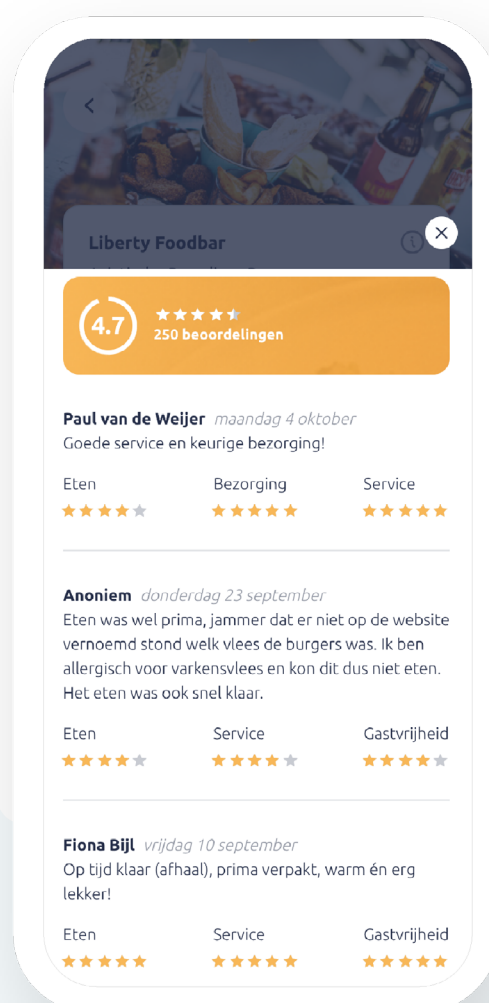 Liberty Foodbar
4.7
250 beoordelingen
Paul van de Weijer maandag 4 oktober
Goede service en keurige bezorging!
Eten Bezorging Service
Anoniem donderdag 23 september
Eten was wel prima, jammer dat er niet op de website
vernoemd stond welk vlees de burgers was. Ik ben
allergisch voor varkensvlees en kon dit dus niet eten.
Het eten was ook snel klaar.
Eten Service Gastvrijheid
Fiona Bijl vrijdag 10 september
Op tijd klaar (afhaal), prima verpakt, warm én erg
lekker!
Eten Service Gastvrijheid